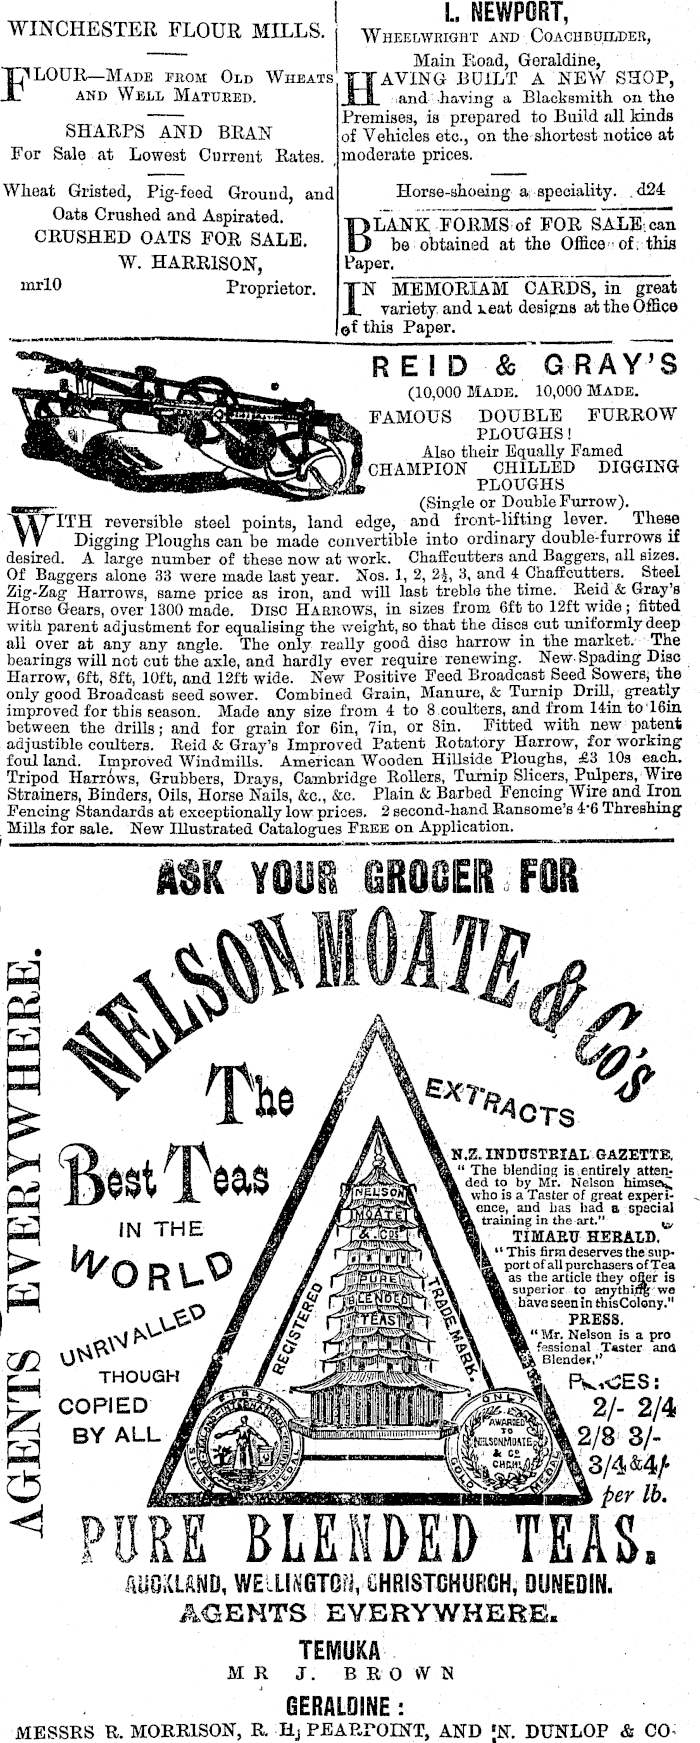 WINCHESTER FLOUR MILLS.
FLOUR—MADE FROM OLD WHEATS
AND WELL MATURED.
SHARPS AND BRAN
For Sale at Lowest Current Rates.
Wheat Gristed, Pig-feed Ground, and
Oats Crushed and Aspirated.
CRUSHED OATS FOR SALE.
W. HARRISON,
mr10 Proprietor.
L. NEWPORT,
WHEELWRIGHT AND COACHBUILDER,
Main Road, Geraldine,
HAVING BUILT A NEW SHOP,
and having a Blacksmith on the
Premises, is prepared to Build all kinds
of Vehicles etc., on the shortest notice at
moderate prices.
Horse-shoeing a speciality. d24
BLANK FORMS of FOR SALE can
be obtained at the Office of this
Paper.
IN MEMORIAM CARDS, in great
variety and neat designs at the Office
of this Paper.
REID & GRAY'S
(10,000 MADE. 10,000 MADE.
FAMOUS DOUBLE FURROW
PLOUGHS!
Also their Equally Famed
CHAMPION CHILLED DIGGING
PLOUGHS
(Single or Double Furrow).
WITH reversible steel points, land edge, and front-lifting lever. These
Digging Ploughs can be made convertible into ordinary double-furrows if
desired. A large number of these now at work. Chaffcutters and Baggers, all sizes.
Of Baggers alone 33 were made last year. Nos. 1, 2, 2½, 3, and 4 Chaffcutters. Steel
Zig-Zag Harrows, same price as iron, and will last treble the time. Reid & Gray's
Horse Gears, over 1300 made. DISC HARROWS, in sizes from 6ft to 12ft wide; fitted
with parent adjustment for equalising the weight, so that the discs cut uniformly deep
all over at any any angle. The only really good disc harrow in the market. The
bearings will not cut the axle, and hardly ever require renewing. New Spading Disc
Harrow, 6ft, 8ft, 10ft, and 12ft wide. New Positive Feed Broadcast Seed Sowers, the
only good Broadcast seed sower. Combined Grain, Manure, & Turnip Drill, greatly
improved for this season. Made any size from 4 to 8 coulters, and from 14in to 16in
between the drills; and for grain for 6in, 7in, or 8in. Fitted with new patent
adjustible coulters. Reid & Gray's Improved Patent Rotatory Harrow, for working
foul land. Improved Windmills. American Wooden Hillside Ploughs, £3 10s each.
Tripod Harrows, Grubbers, Drays, Cambridge Rollers, Turnip Slicers, Pulpers, Wire
Strainers, Binders, Oils, Horse Nails, &c., &c. Plain & Barbed Fencing Wire and Iron
Fencing Standards at exceptionally low prices. 2 second-hand Ransome's 4·6 Threshing
Mills for sale. New Illustrated Catalogues FREE on Application.
ASK YOUR GROCER FOR
NELSON MOATE & Co's
AGENTS EVERYWHERE.
The
Best Teas
IN THE
WORLD
UNRIVALLED
THOUGH
COPIED
BY ALL
NELSON
MOATE
& Co's
PURE
BLENDED
TEAS
REGISTERED
TRADE MARK.
FIRST
SILVER
MEDAL
ONLY
GOLD
MEDAL
AWARDED
TO
NELSON MOATE
& Co
CHCH
EXTRACTS
N.Z. INDUSTRIAL GAZETTE.
"The blending is entirely atten-
ded to by Mr. Nelson himself
who is a Taster of great experi-
ence, and has had a special
training in the art."
TIMARU HERALD.
"This firm deserves the sup-
port of all purchasers of Tea
as the article they offer is
superior to anything we
have seen in this Colony."
PRESS.
"Mr. Nelson is a pro
fessional Taster and
Blender."
PRICES:
2/- 2/4
2/8 3/-
3/4 & 4/-
per lb.
PURE BLENDED TEAS.
AUCKLAND, WELLINGTON, CHRISTCHURCH, DUNEDIN.
AGENTS EVERYWHERE.
TEMUKA
MR J. BROWN
GERALDINE:
MESSRS R. MORRISON, R. H. PEARPOINT, AND N. DUNLOP & CO